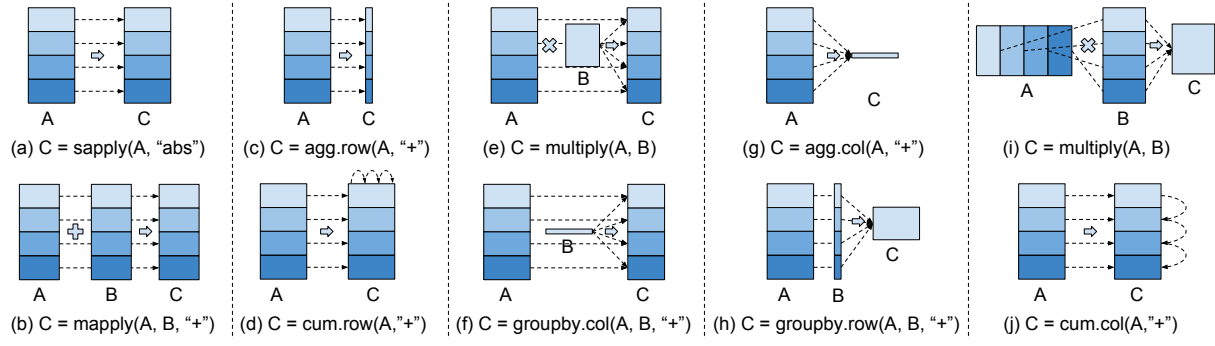 A C
(a) C = sapply(A, “abs”)
A C
(c) C = agg.row(A, “+”)
A B C
(e) C = multiply(A, B)
A C
(g) C = agg.col(A, “+”)
A B C
(i) C = multiply(A, B)
A B C
(b) C = mapply(A, B, “+”)
A C
(d) C = cum.row(A,”+”)
A B C
(f) C = groupby.col(A, B, “+”)
A B C
(h) C = groupby.row(A, B, “+”)
A C
(j) C = cum.col(A,”+”)